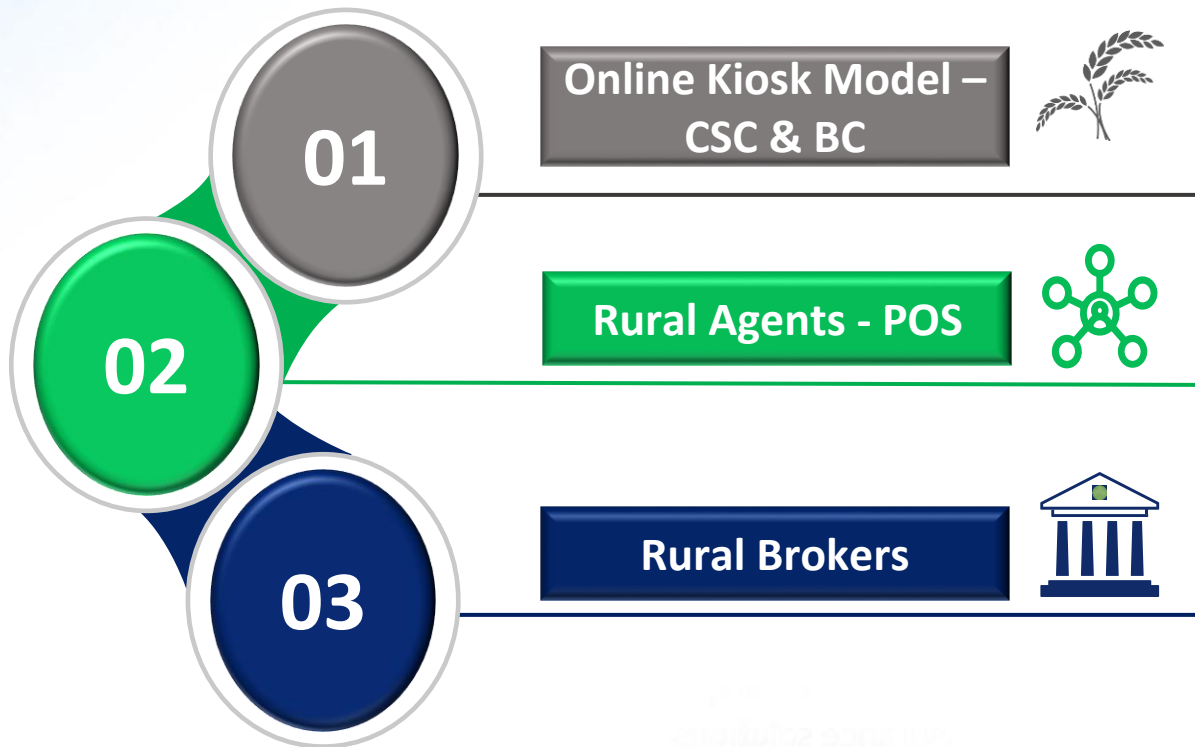 01
Online Kiosk Model –
CSC & BC
02
Rural Agents - POS
03
Rural Brokers